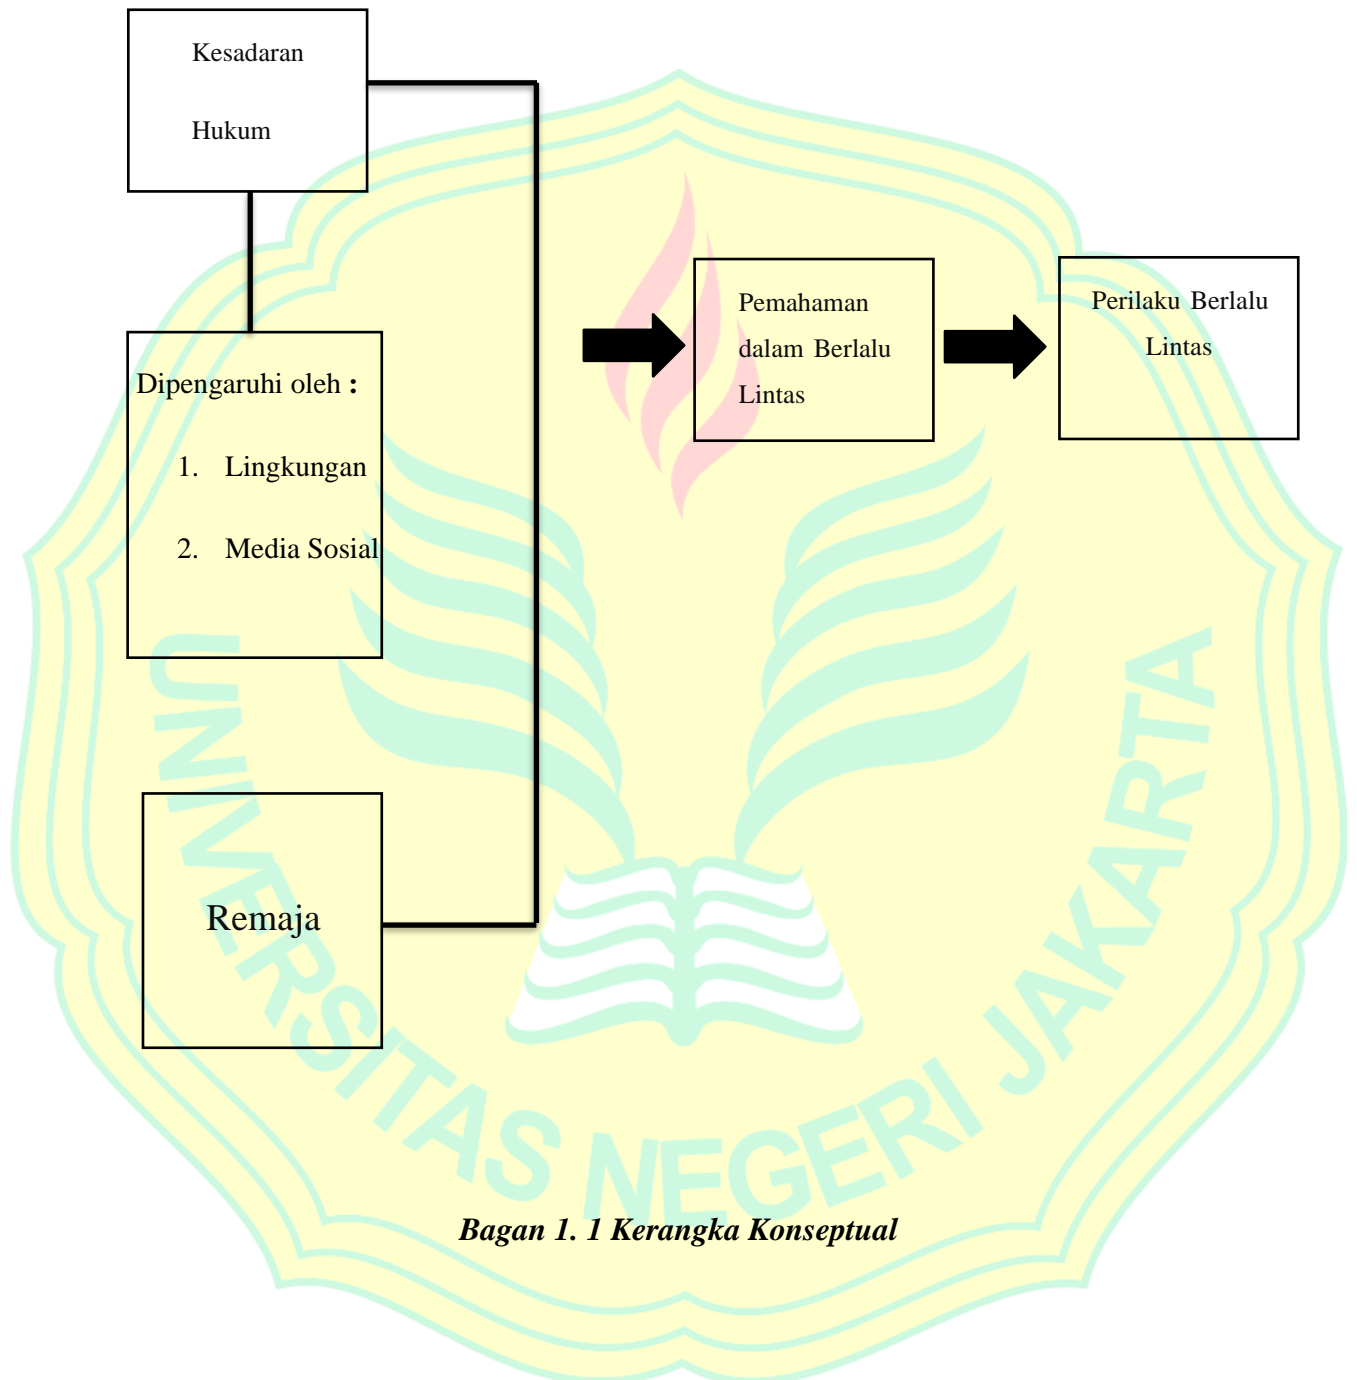 Kesadaran
Hukum
Dipengaruhi oleh :
1. Lingkungan
2. Media Sosial
Remaja
Pemahaman
dalam Berlalu
Lintas
Perilaku Berlalu
Lintas
UNIVERSITAS NEGERI JAKARTA
Bagan 1. 1 Kerangka Konseptual